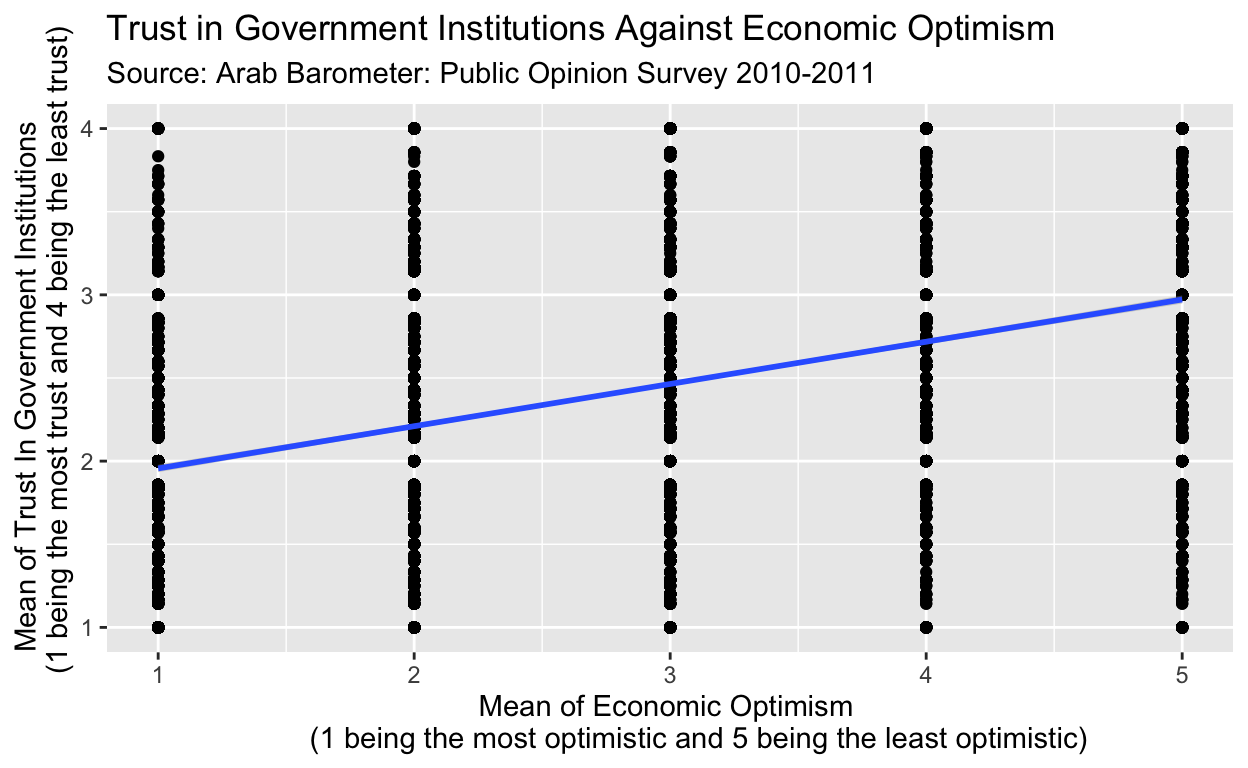 Trust in Government Institutions Against Economic Optimism
Source: Arab Barometer: Public Opinion Survey 2010-2011
Mean of Trust In Government Institutions
(1 being the most trust and 4 being the least trust)
4
3
2
1
1 2 3 4 5
Mean of Economic Optimism
(1 being the most optimistic and 5 being the least optimistic)